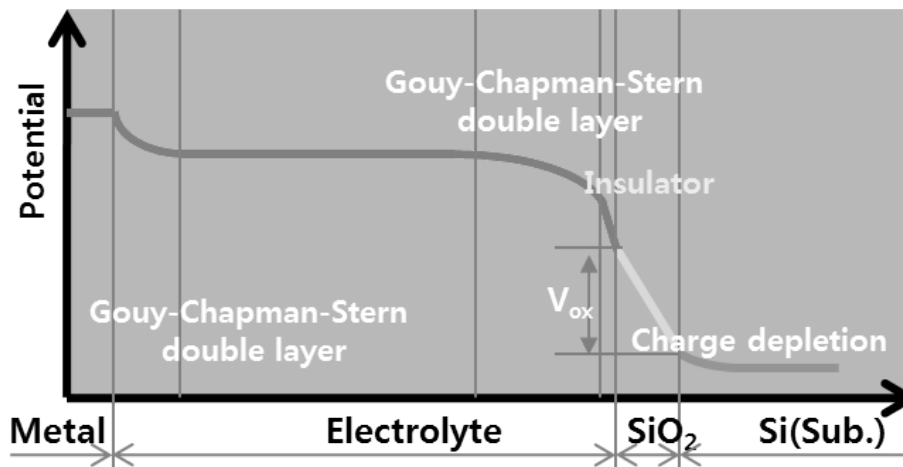 Potential
Gouy-Chapman-Stern
double layer
Insulator
Vox
Gouy-Chapman-Stern
double layer
Charge depletion
Metal
Electrolyte
SiO₂
Si(Sub.)